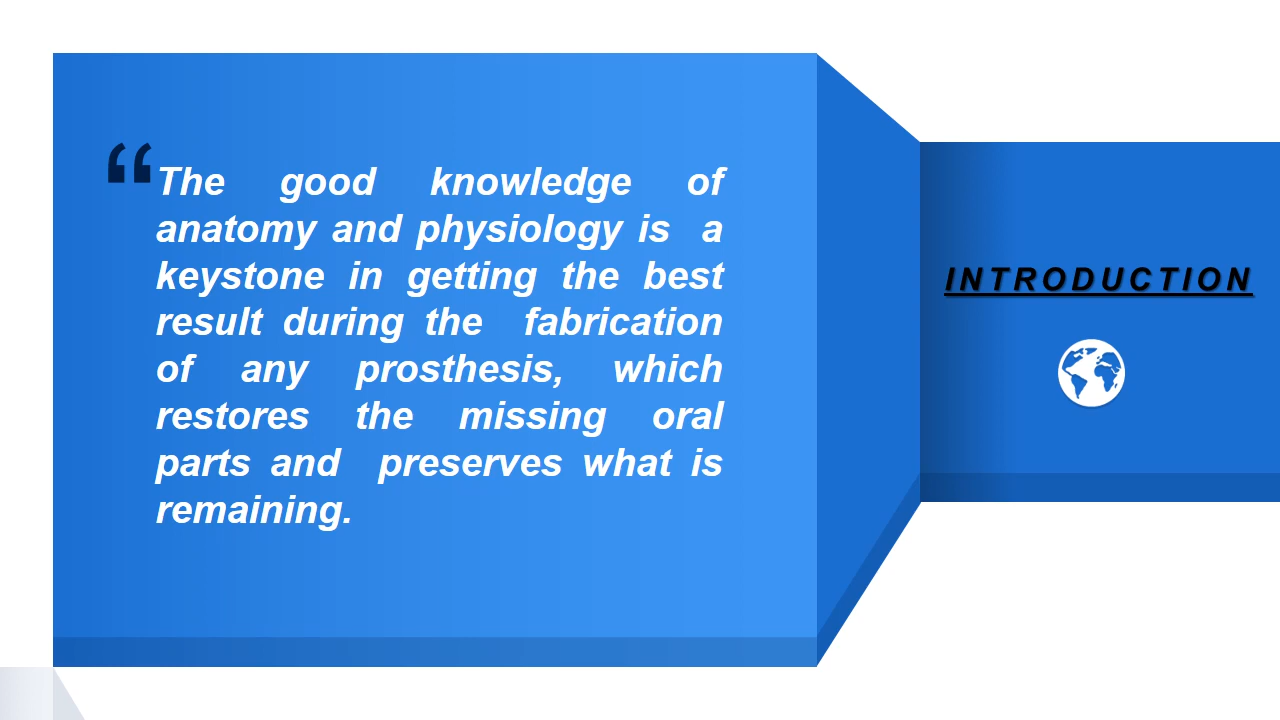 “The good knowledge of
anatomy and physiology is a
keystone in getting the best
result during the fabrication
of any prosthesis, which
restores the missing oral
parts and preserves what is
remaining.
INTRODUCTION